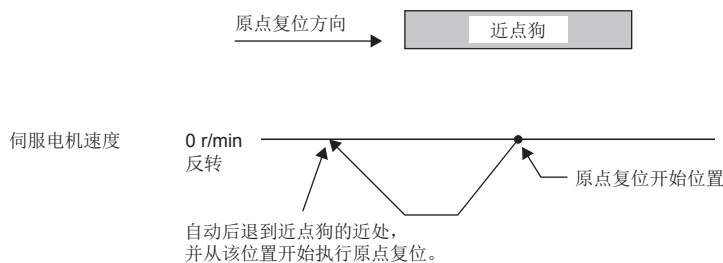 原点复位方向
近点狗
伺服电机速度
0 r/min
反转
原点复位开始位置
自动后退到近点狗的近处，
并从该位置开始执行原点复位。